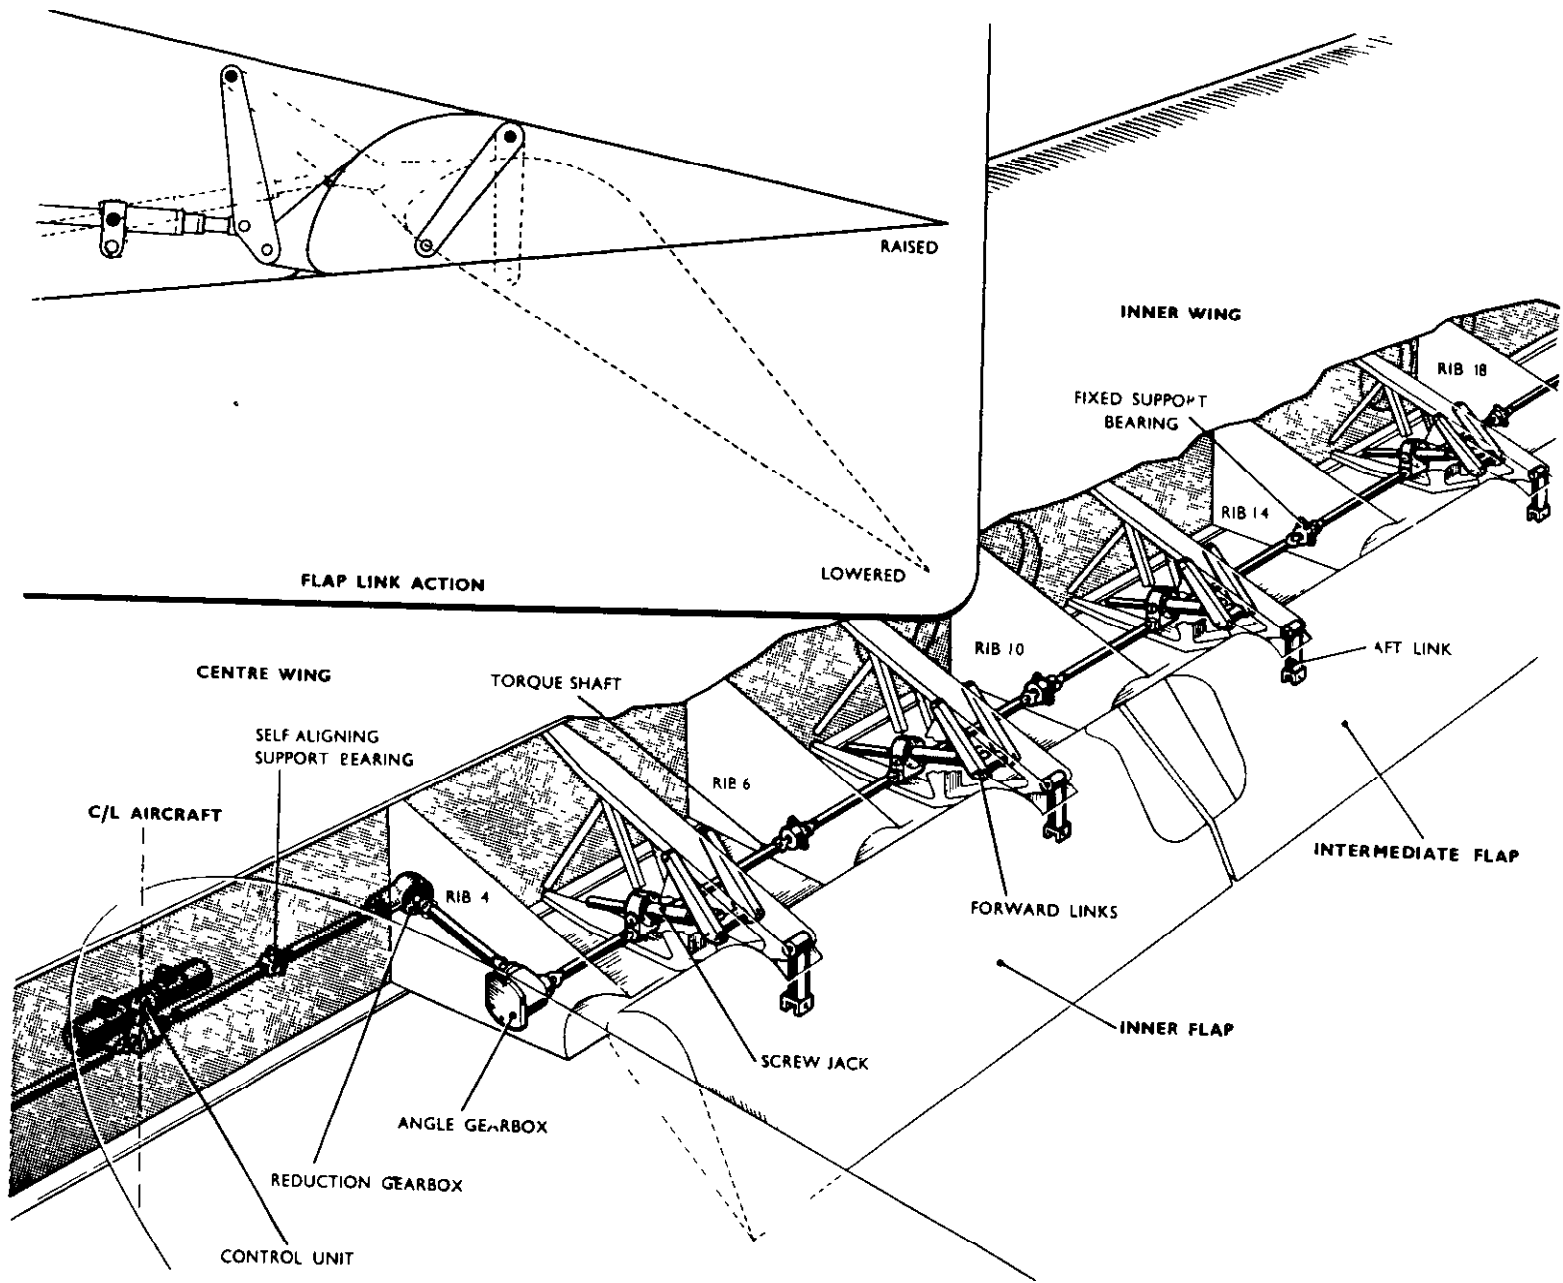 RAISED
LOWERED
FLAP LINK ACTION
INNER WING
RIB 18
FIXED SUPPORT
BEARING
RIB 14
AFT LINK
RIB 10
CENTRE WING
TORQUE SHAFT
SELF ALIGNING
SUPPORT BEARING
RIB 6
C/L AIRCRAFT
INTERMEDIATE FLAP
RIB 4
FORWARD LINKS
INNER FLAP
SCREW JACK
ANGLE GEARBOX
REDUCTION GEARBOX
CONTROL UNIT